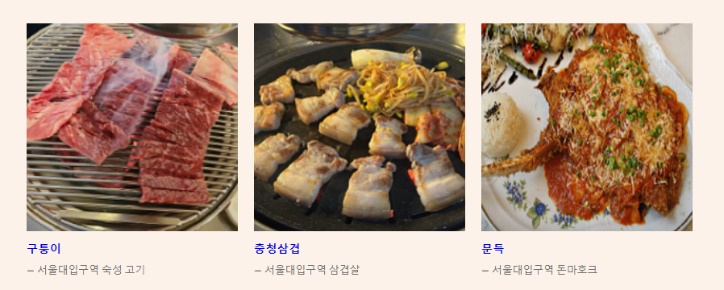 구퉁이
– 서울대입구역 숙성 고기
충청삼겹
– 서울대입구역 삼겹살
문득
– 서울대입구역 돈마호크